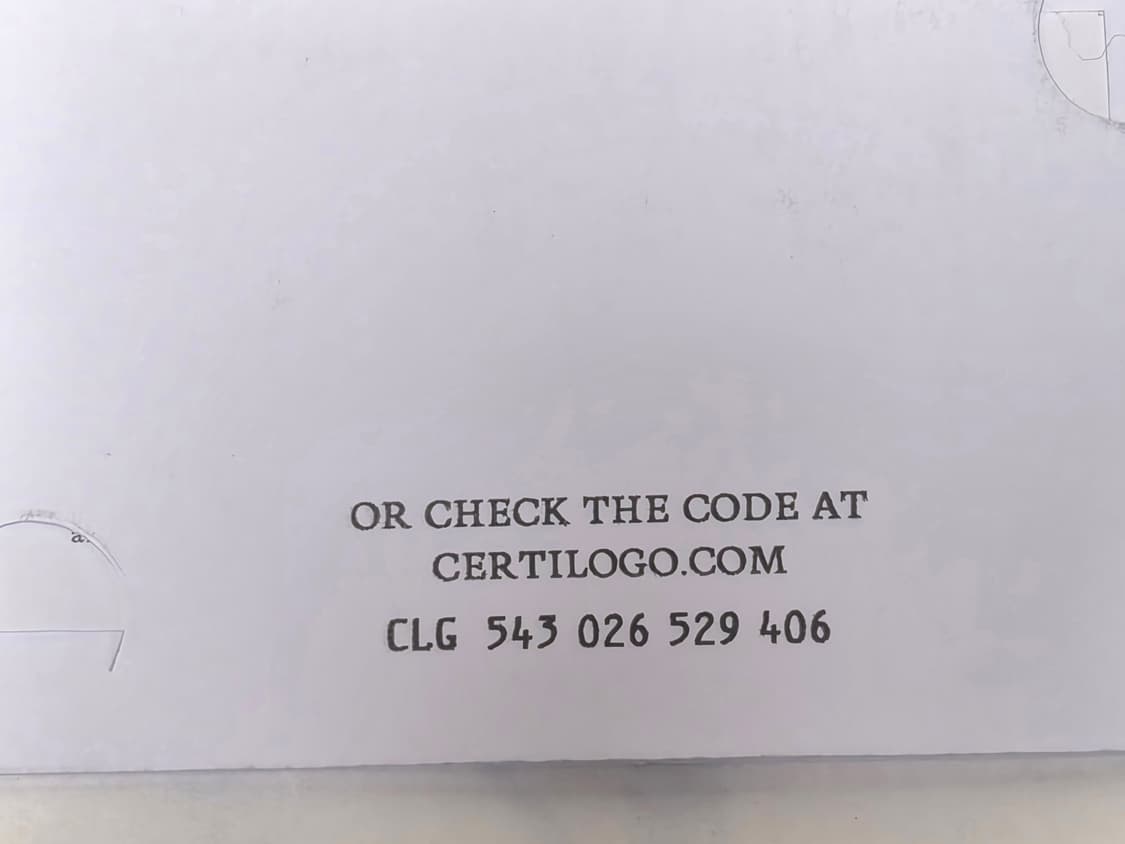 OR CHECK THE CODE AT
CERTILOGO.COM
CLG 543 026 529 406